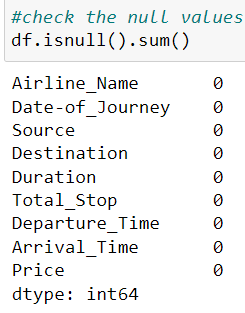 #check the null values
df.isnull().sum()
Airline_Name 0
Date-of_Journey 0
Source 0
Destination 0
Duration 0
Total_Stop 0
Departure_Time 0
Arrival_Time 0
Price 0
dtype: int64